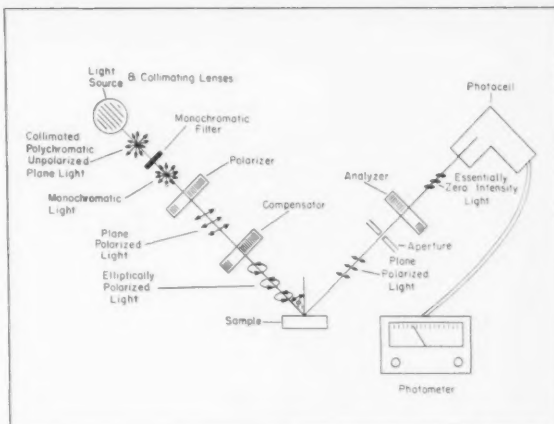 Light
Source & Collimating Lenses
Collimated
Polychromatic
Unpolarized
Plane Light
Monochromatic
Filter
Monochromatic
Light
Polarizer
Plane
Polarized
Light
Compensator
Elliptically
Polarized
Light
Sample
Photocell
Essentially
Zero Intensity
Light
Analyzer
Aperture
Plane
Polarized
Light
Photometer